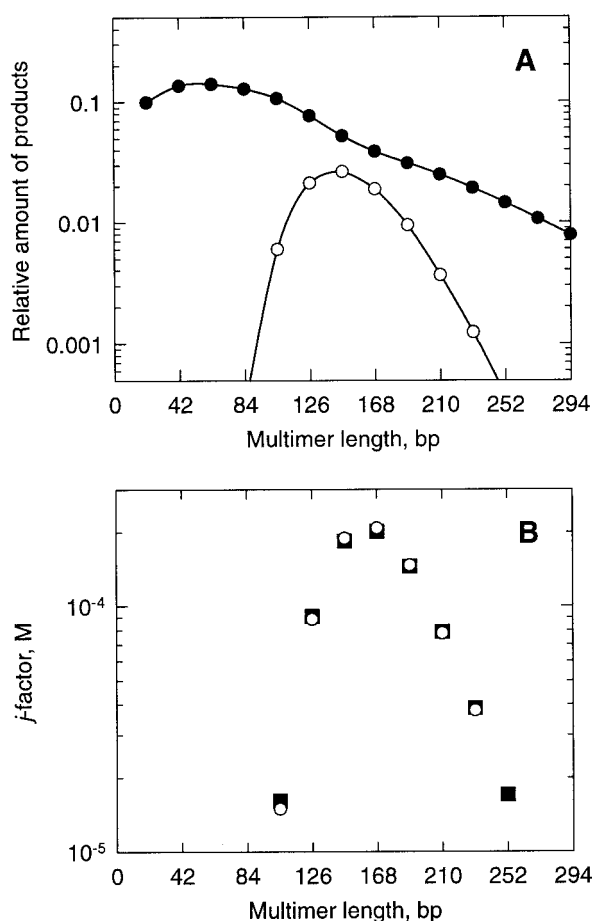 A
Relative amount of products
0.1
0.01
0.001
0 42 84 126 168 210 252 294
Multimer length, bp
B
j-factor, M
10⁻⁴
10⁻⁵
0 42 84 126 168 210 252 294
Multimer length, bp